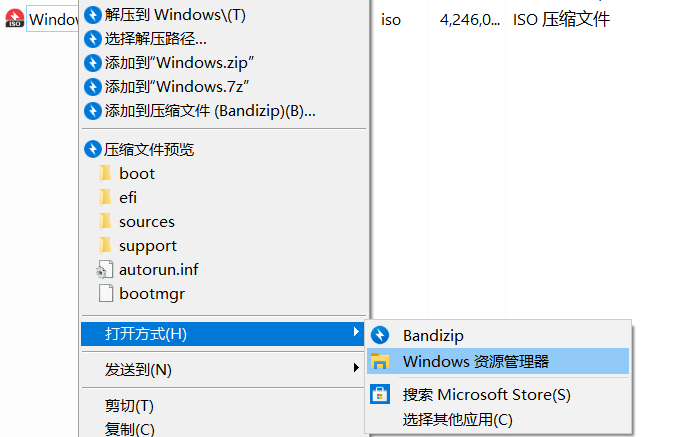 解压到 Windows\(T)
ISO Window iso 4,246,0... ISO 压缩文件
选择解压路径...
添加到“Windows.zip”
添加到“Windows.7z”
添加到压缩文件 (Bandizip)(B)...
压缩文件预览
boot
efi
sources
support
autorun.inf
bootmgr
打开方式(H)
Bandizip
Windows 资源管理器
搜索 Microsoft Store(S)
选择其他应用(C)
发送到(N)
剪切(T)
复制(C)